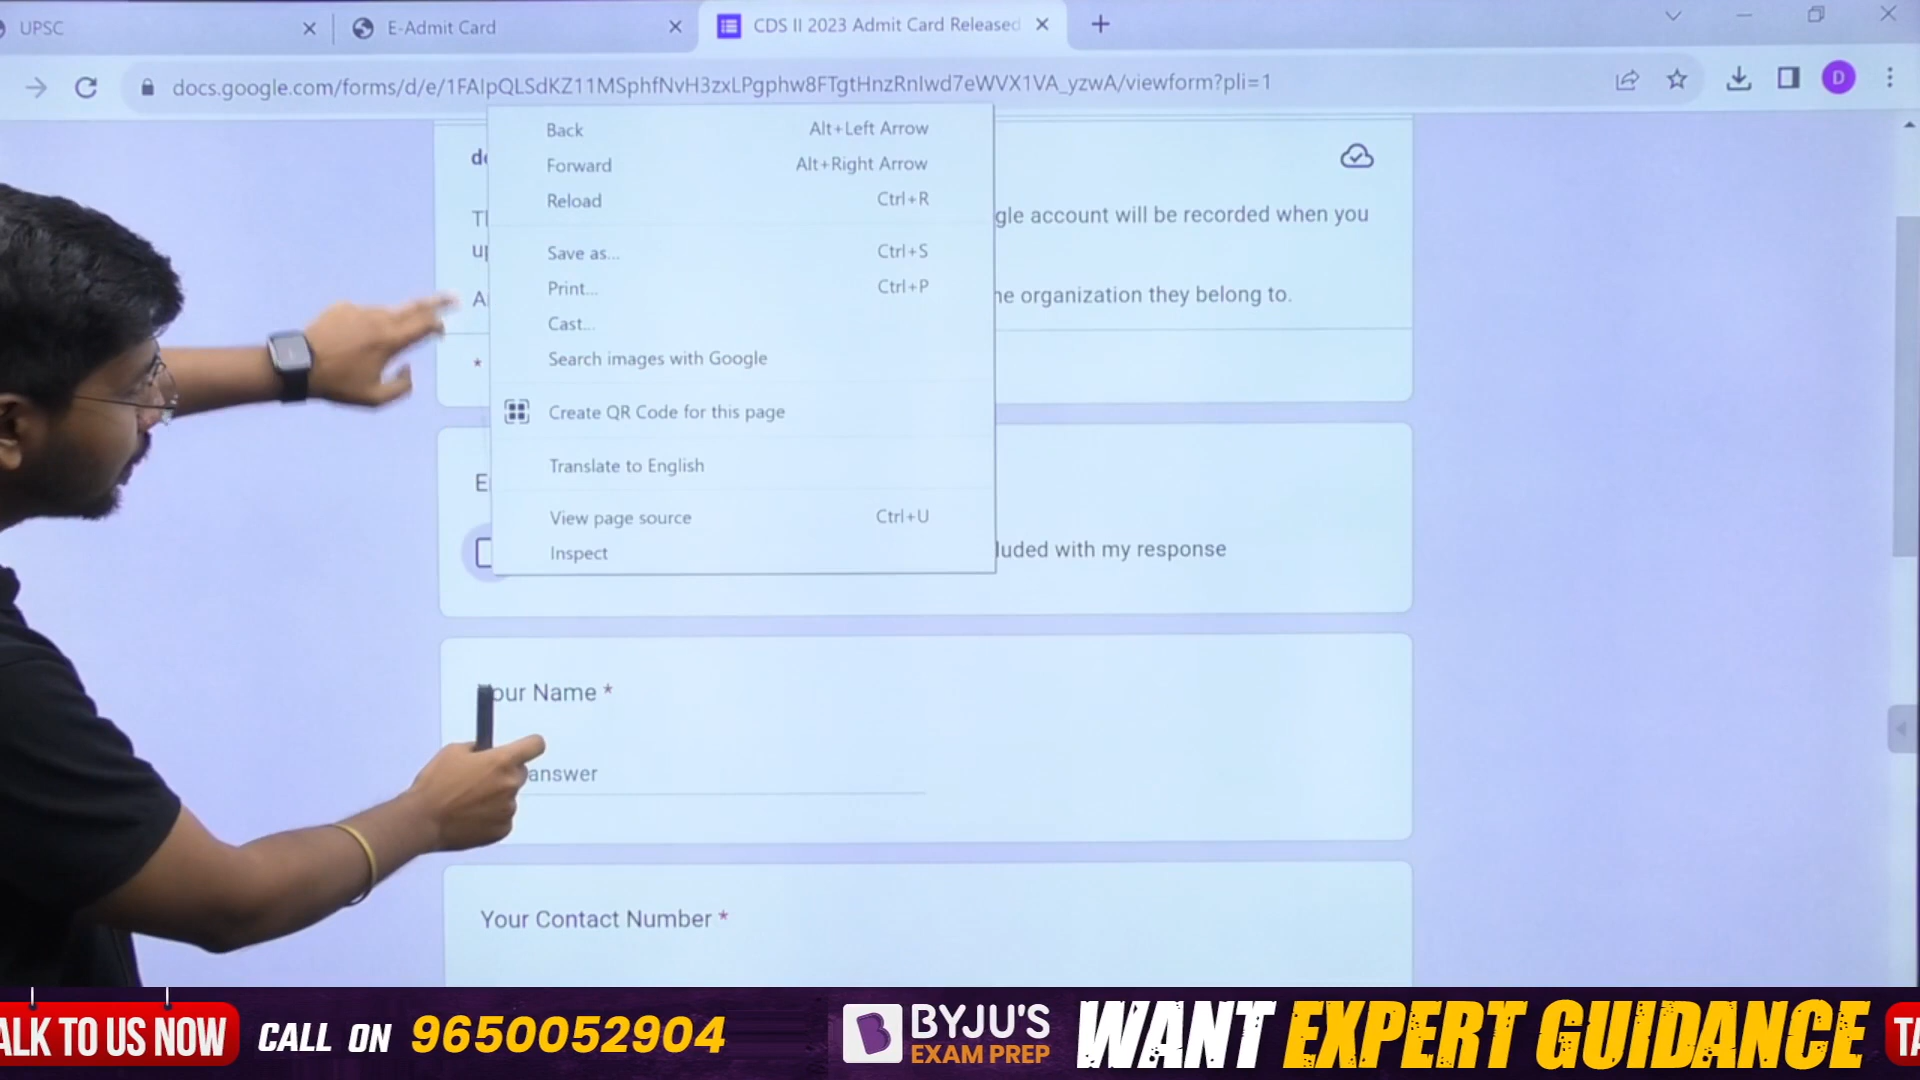 UPSC
E-Admit Card
CDS II 2023 Admit Card Released
docs.google.com/forms/d/e/1FAIpQLSdKZ11MSphfNvH3zxLPgphw8FTgtHnzRnlwd7eWVX1VA_yzwA/viewform?pli=1
D
Back Alt+Left Arrow
Forward Alt+Right Arrow
Reload Ctrl+R
gle account will be recorded when you
Save as... Ctrl+S
Print... Ctrl+P
he organization they belong to.
Cast...
Search images with Google
*
Create QR Code for this page
Translate to English
View page source Ctrl+U
Inspect
luded with my response
Your Name *
answer
Your Contact Number *
ALK TO US NOW
CALL ON 9650052904
BYJU'S
EXAM PREP
WANT EXPERT GUIDANCE
TA